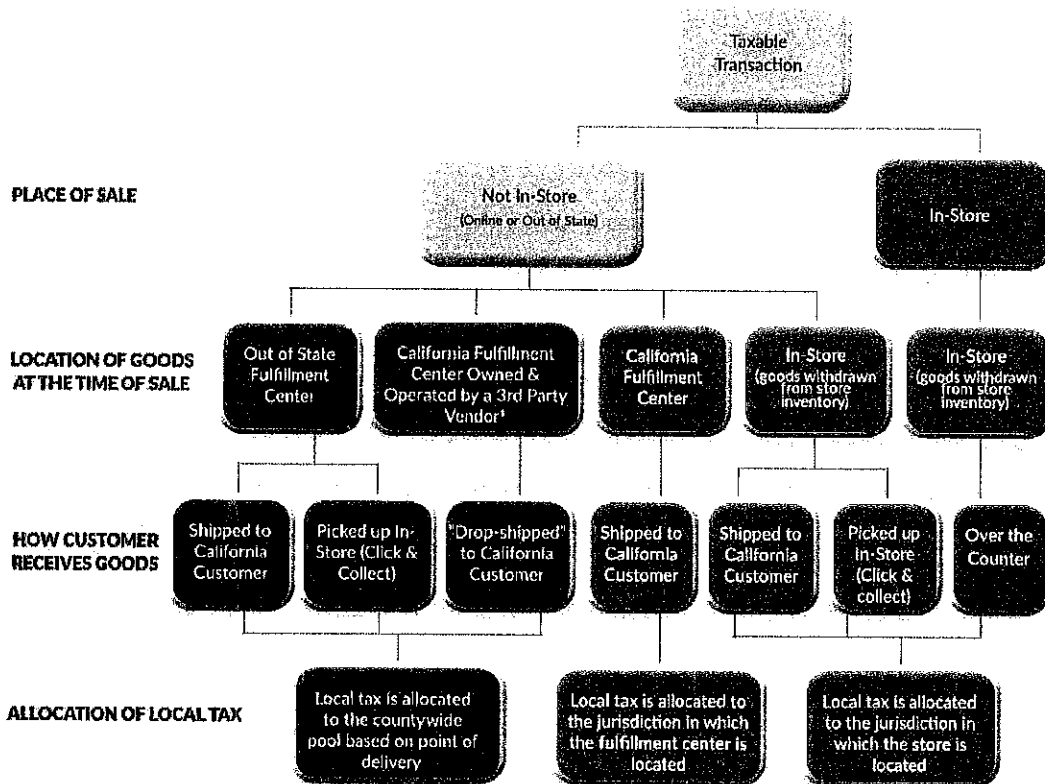 Taxable
Transaction
PLACE OF SALE
Not In-Store
(Online or Out of State)
In-Store
LOCATION OF GOODS
AT THE TIME OF SALE
Out of State
Fulfillment
Center
California Fulfillment
Center Owned &
Operated by a 3rd Party
Vendor*
California
Fulfillment
Center
In-Store
(goods withdrawn
from store
inventory)
In-Store
(goods withdrawn
from store
inventory)
HOW CUSTOMER
RECEIVES GOODS
Shipped to
California
Customer
Picked up In-
Store (Click &
Collect)
"Drop-shipped"
to California
Customer
Shipped to
California
Customer
Shipped to
California
Customer
Picked up
In-Store
(Click &
collect)
Over the
Counter
ALLOCATION OF LOCAL TAX
Local tax is allocated
to the countywide
pool based on point of
delivery
Local tax is allocated to
the jurisdiction in which
the fulfillment center is
located
Local tax is allocated
to the jurisdiction in
which the store is
located